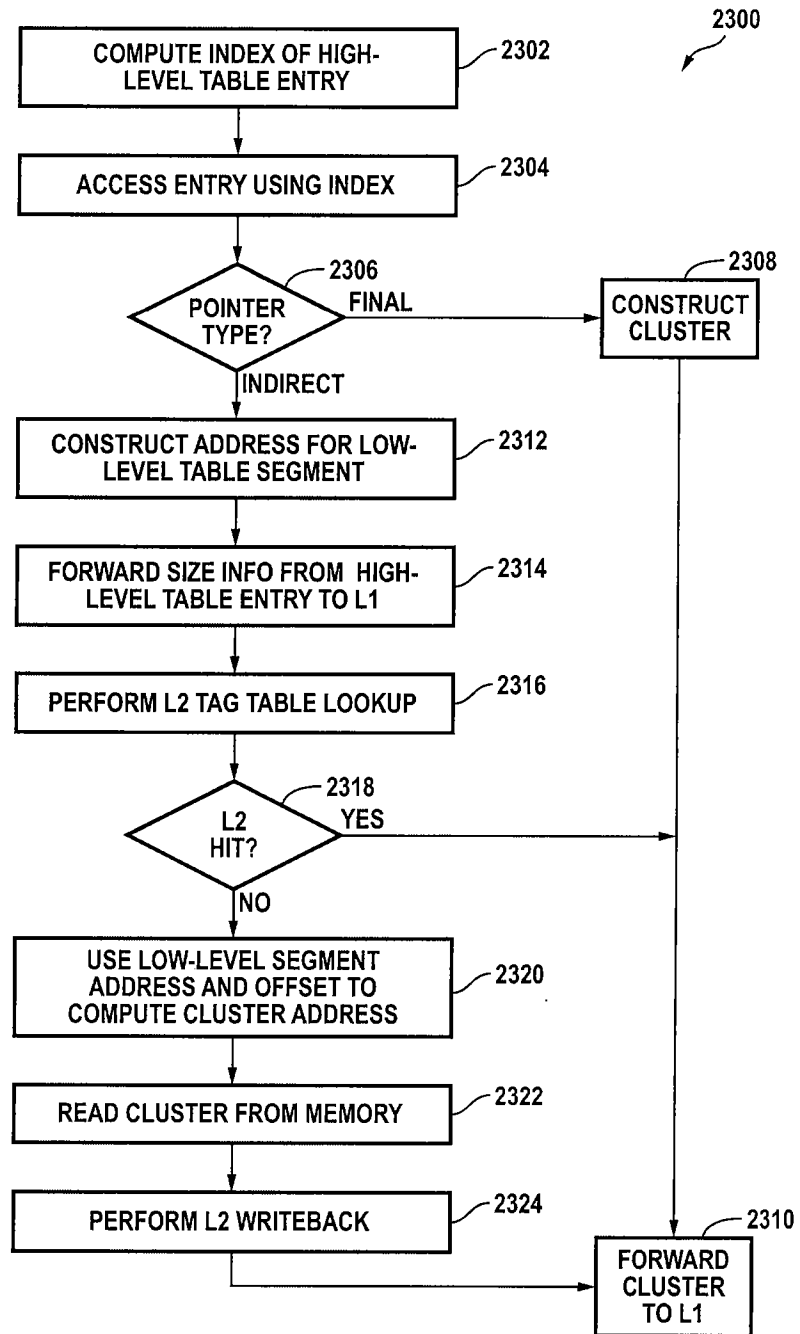 2300
COMPUTE INDEX OF HIGH-
LEVEL TABLE ENTRY
2302
ACCESS ENTRY USING INDEX
2304
2306
POINTER
TYPE?
FINAL
INDIRECT
2308
CONSTRUCT
CLUSTER
CONSTRUCT ADDRESS FOR LOW-
LEVEL TABLE SEGMENT
2312
FORWARD SIZE INFO FROM HIGH-
LEVEL TABLE ENTRY TO L1
2314
PERFORM L2 TAG TABLE LOOKUP
2316
2318
L2
HIT?
YES
NO
USE LOW-LEVEL SEGMENT
ADDRESS AND OFFSET TO
COMPUTE CLUSTER ADDRESS
2320
READ CLUSTER FROM MEMORY
2322
PERFORM L2 WRITEBACK
2324
2310
FORWARD
CLUSTER
TO L1